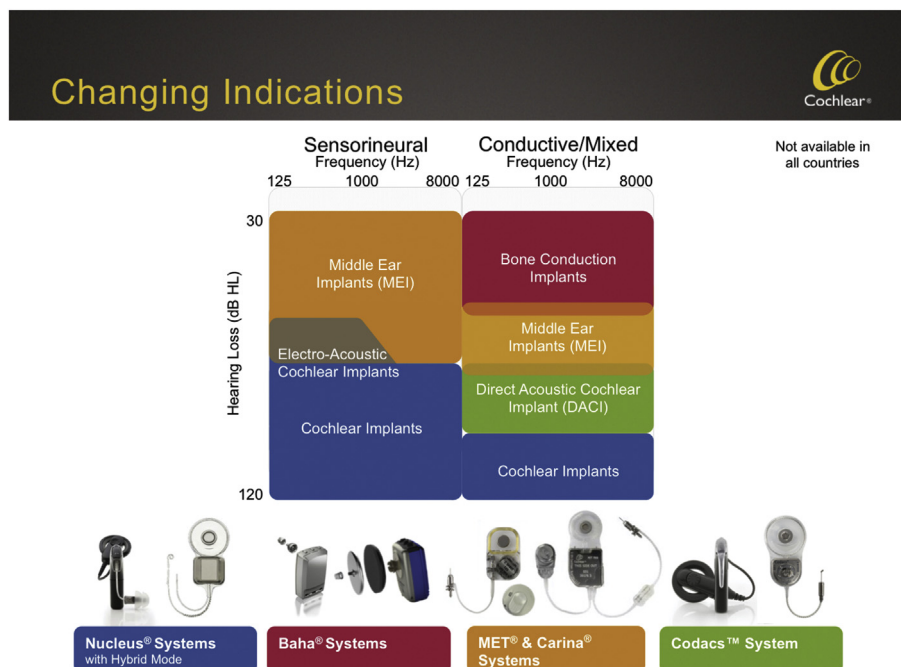 Changing Indications
Cochlear®
Not available in
all countries
Sensorineural
Frequency (Hz)
125 1000 8000
Conductive/Mixed
Frequency (Hz)
125 1000 8000
Hearing Loss (dB HL)
30
120
Middle Ear
Implants (MEI)
Electro-Acoustic
Cochlear Implants
Cochlear Implants
Bone Conduction
Implants
Middle Ear
Implants (MEI)
Direct Acoustic Cochlear
Implant (DACI)
Cochlear Implants
Nucleus® Systems
with Hybrid Mode
Baha® Systems
MET® & Carina®
Systems
Codacs™ System